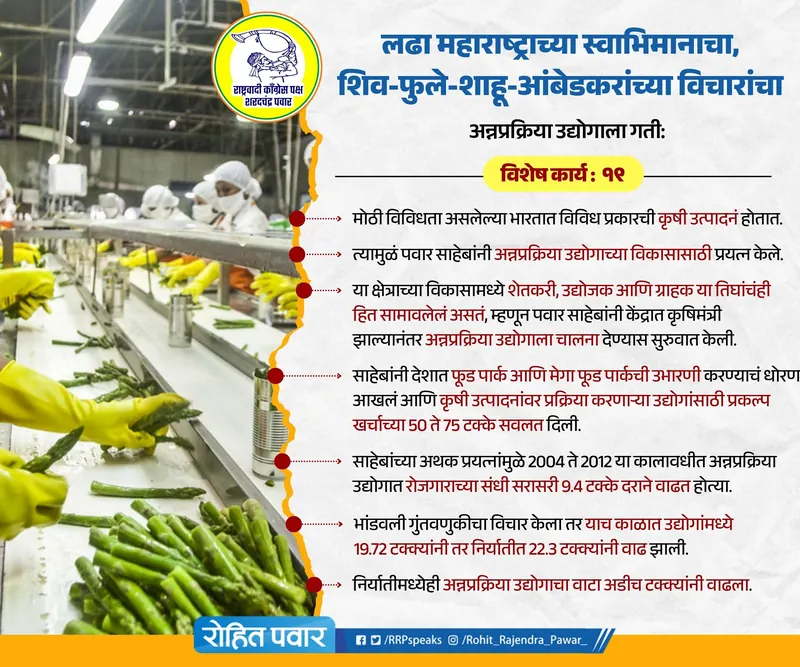 राष्ट्रवादी काँग्रेस पक्ष
शरदचंद्र पवार
लढा महाराष्ट्राच्या स्वाभिमानाचा,
शिव-फुले-शाहू-आंबेडकरांच्या विचारांचा
अन्नप्रक्रिया उद्योगाला गती:
विशेष कार्य : १९
मोठी विविधता असलेल्या भारतात विविध प्रकारची कृषी उत्पादनं होतात.
त्यामुळं पवार साहेबांनी अन्नप्रक्रिया उद्योगाच्या विकासासाठी प्रयत्न केले.
या क्षेत्राच्या विकासामध्ये शेतकरी, उद्योजक आणि ग्राहक या तिघांचंही
हित सामावलेलं असतं, म्हणून पवार साहेबांनी केंद्रात कृषिमंत्री
झाल्यानंतर अन्नप्रक्रिया उद्योगाला चालना देण्यास सुरुवात केली.
साहेबांनी देशात फूड पार्क आणि मेगा फूड पार्कची उभारणी करण्याचं धोरण
आखलं आणि कृषी उत्पादनांवर प्रक्रिया करणाऱ्या उद्योगांसाठी प्रकल्प
खर्चाच्या 50 ते 75 टक्के सवलत दिली.
साहेबांच्या अथक प्रयत्नांमुळे 2004 ते 2012 या कालावधीत अन्नप्रक्रिया
उद्योगात रोजगाराच्या संधी सरासरी 9.4 टक्के दराने वाढत होत्या.
भांडवली गुंतवणुकीचा विचार केला तर याच काळात उद्योगांमध्ये
19.72 टक्क्यांनी तर निर्यातीत 22.3 टक्क्यांनी वाढ झाली.
निर्यातीमध्येही अन्नप्रक्रिया उद्योगाचा वाटा अडीच टक्क्यांनी वाढला.
रोहित पवार
/RRPspeaks /Rohit_Rajendra_Pawar_